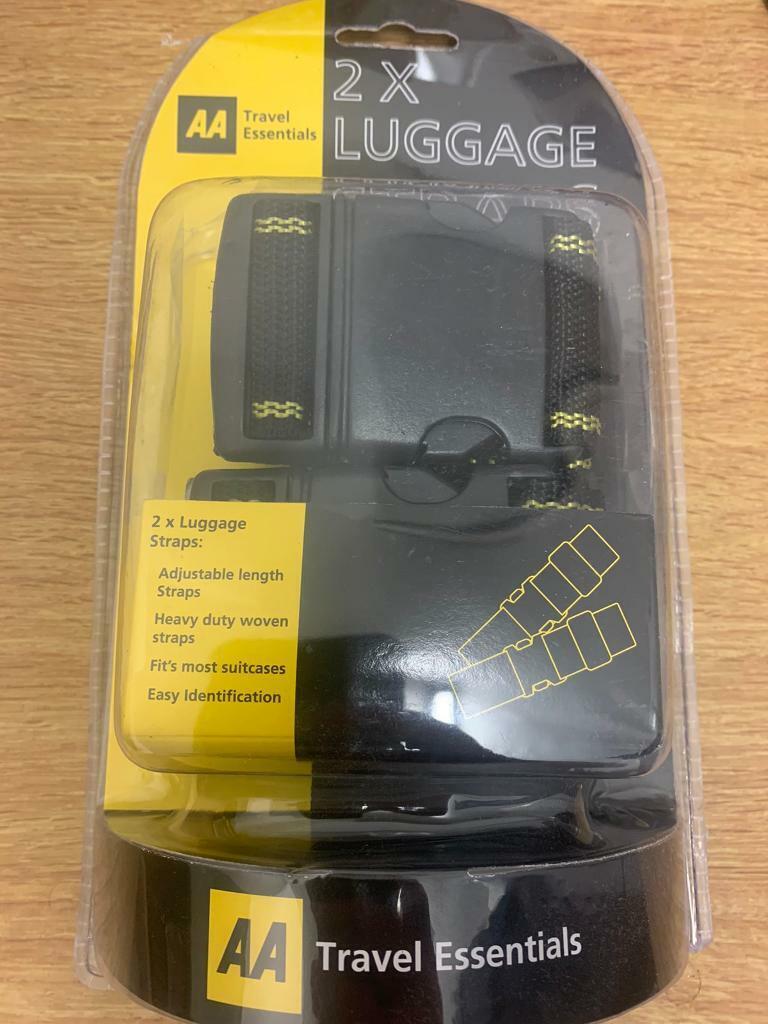 2 X
LUGGAGE
STRAPS
AA
Travel
Essentials
2 x Luggage
Straps:
Adjustable length
Straps
Heavy duty woven
straps
Fit's most suitcases
Easy Identification
AA Travel Essentials